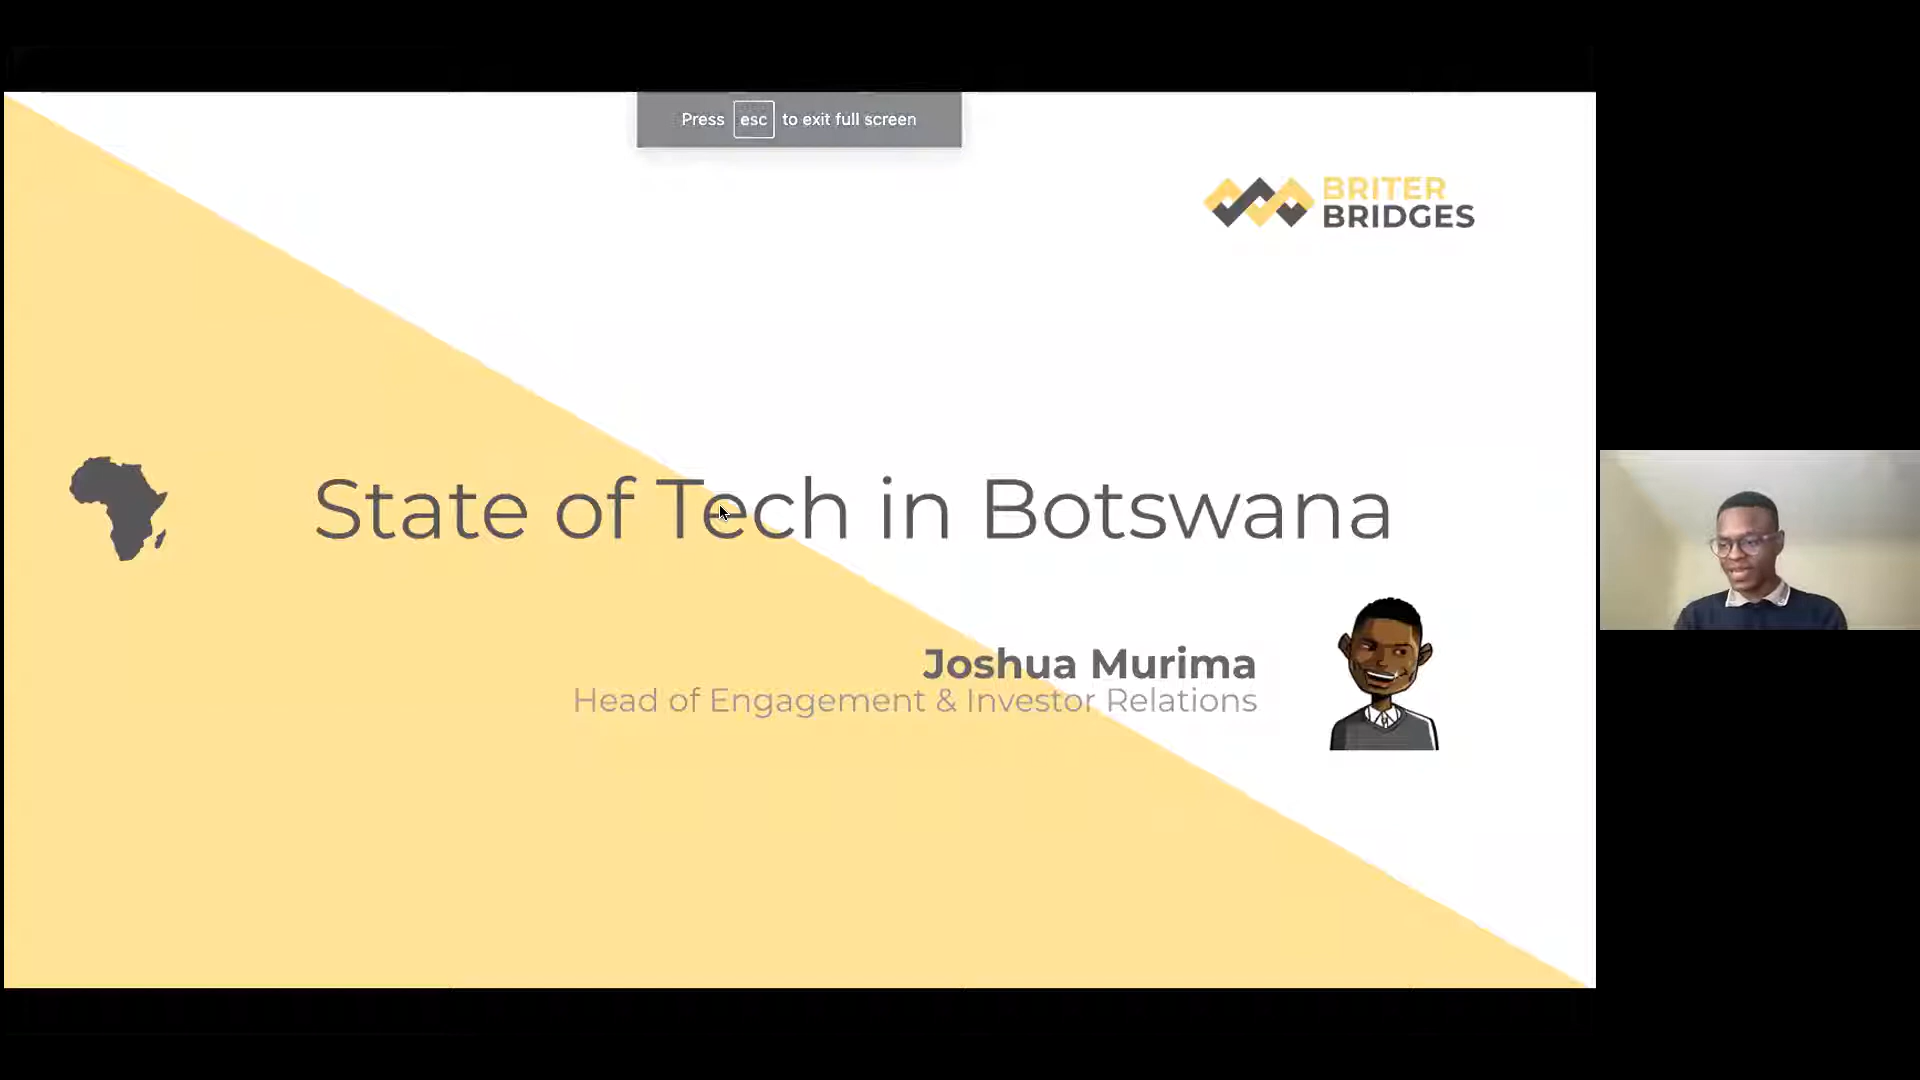 Press esc to exit full screen
BRITER
BRIDGES
State of Tech in Botswana
Joshua Murima
Head of Engagement & Investor Relations